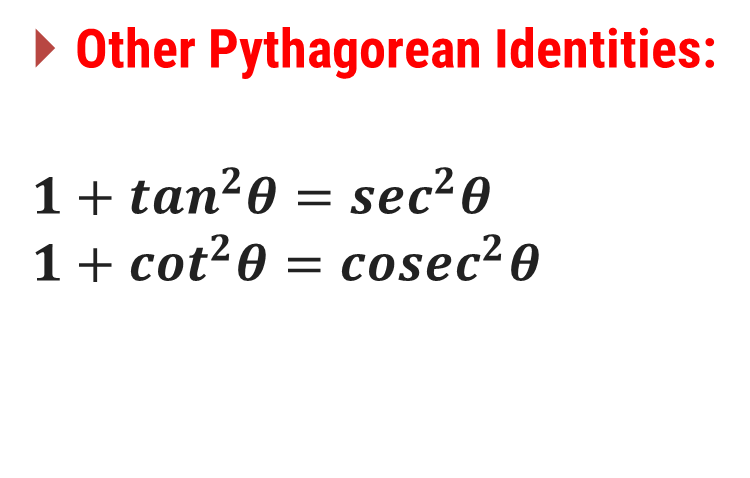 Other Pythagorean Identities:
1 + tan²θ = sec²θ
1 + cot²θ = cosec²θ